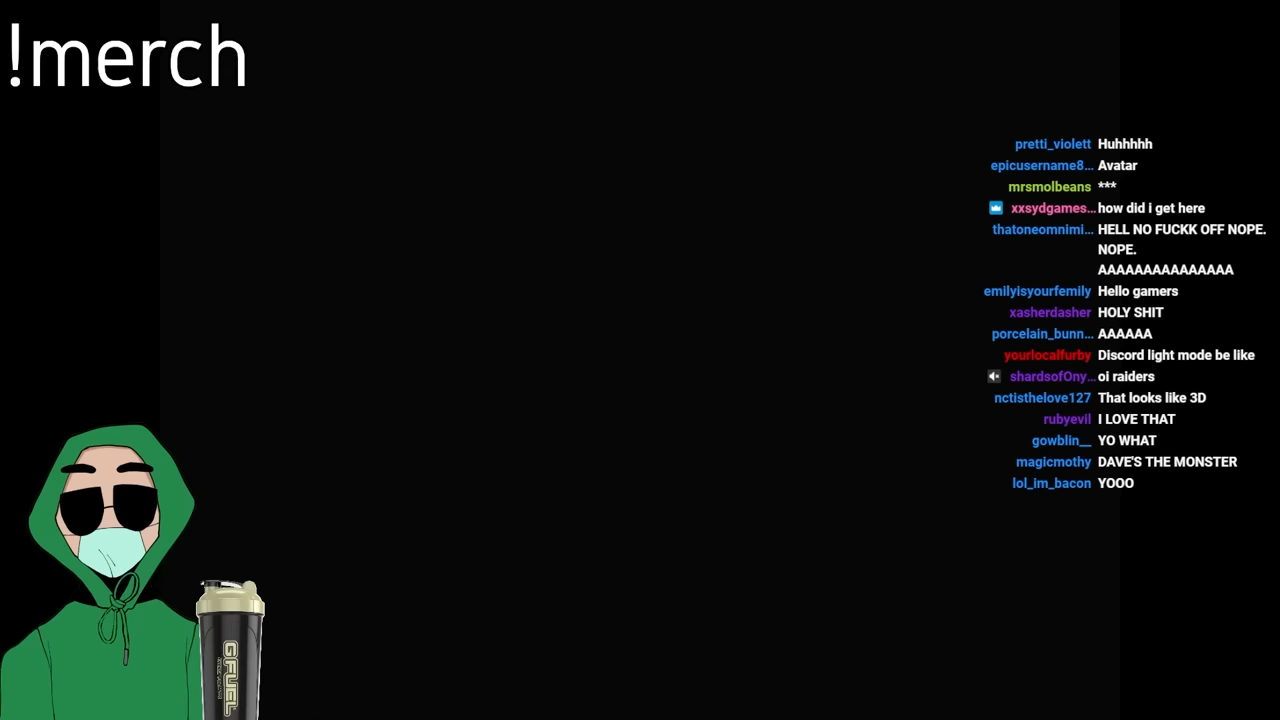 !merch
pretti_violett Huhhhhh
epicusername8... Avatar
mrsmolbeans ***
xxsydgames... how did i get here
thatoneomnimi... HELL NO FUCKK OFF NOPE.
NOPE.
AAAAAAAAAAAAAAA
emilyisyourfemily Hello gamers
xasherdasher HOLY SHIT
porcelain_bunn... AAAAAA
yourlocalfurby Discord light mode be like
shardsofOny... oi raiders
nctisthelove127 That looks like 3D
rubyevil I LOVE THAT
gowblin__ YO WHAT
magicmothy DAVE'S THE MONSTER
lol_im_bacon YOOO
GFUEL